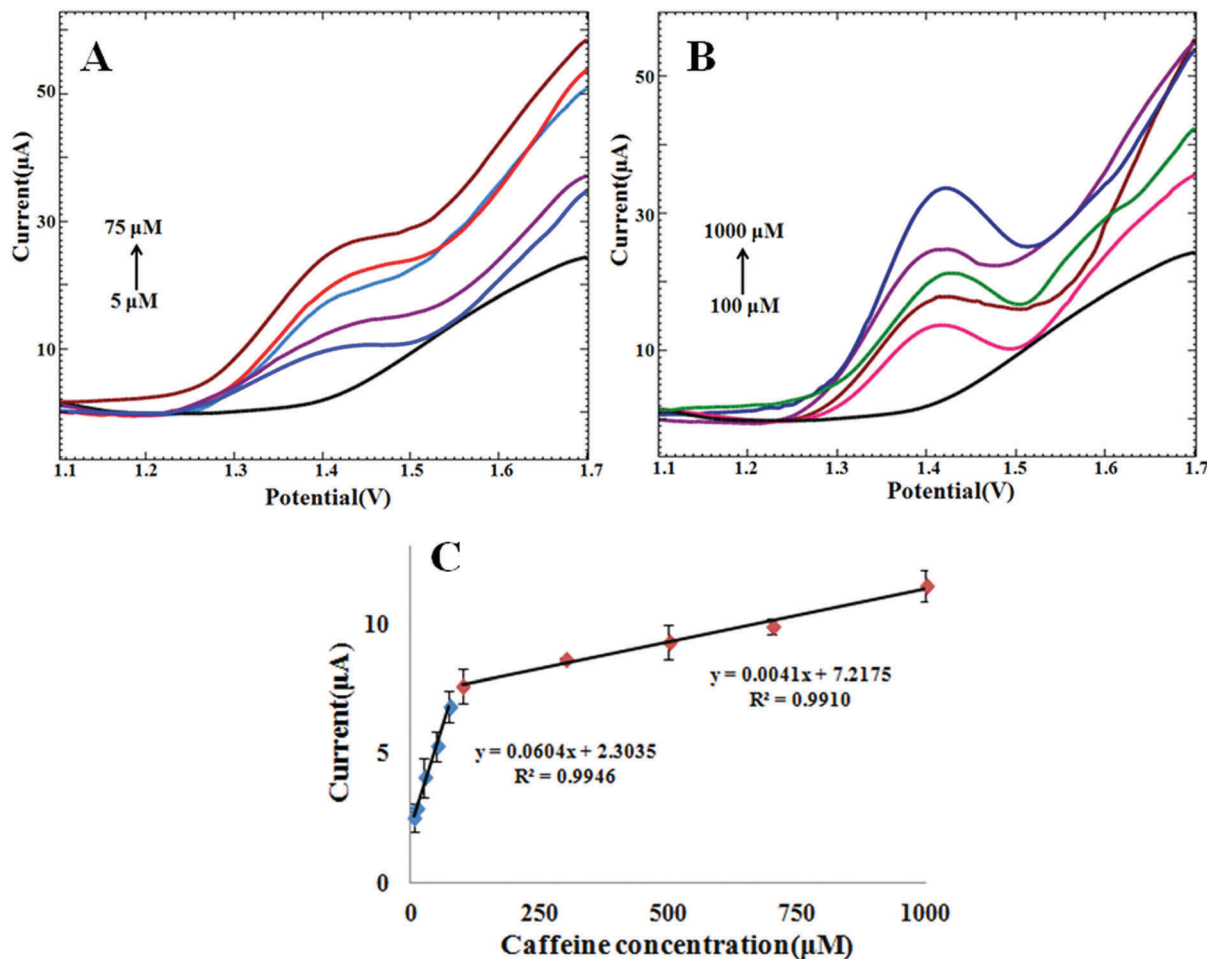 A
50
30
10
Current(μA)
75 μM
5 μM
1.1 1.2 1.3 1.4 1.5 1.6 1.7
Potential(V)
B
50
30
10
Current(μA)
1000 μM
100 μM
1.1 1.2 1.3 1.4 1.5 1.6 1.7
Potential(V)
C
10
5
0
Current(μA)
y = 0.0041x + 7.2175
R² = 0.9910
y = 0.0604x + 2.3035
R² = 0.9946
0 250 500 750 1000
Caffeine concentration(μM)